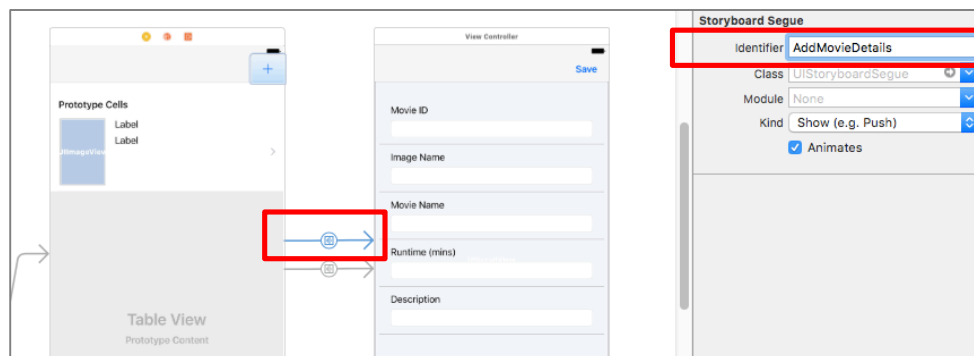 View Controller
+
Save
Prototype Cells
UIImageView
Label
Label
Movie ID
Image Name
Movie Name
Runtime (mins)
Description
Table View
Prototype Content
Storyboard Segue
Identifier AddMovieDetails
Class UIStoryboardSegue
Module None
Kind Show (e.g. Push)
Animates